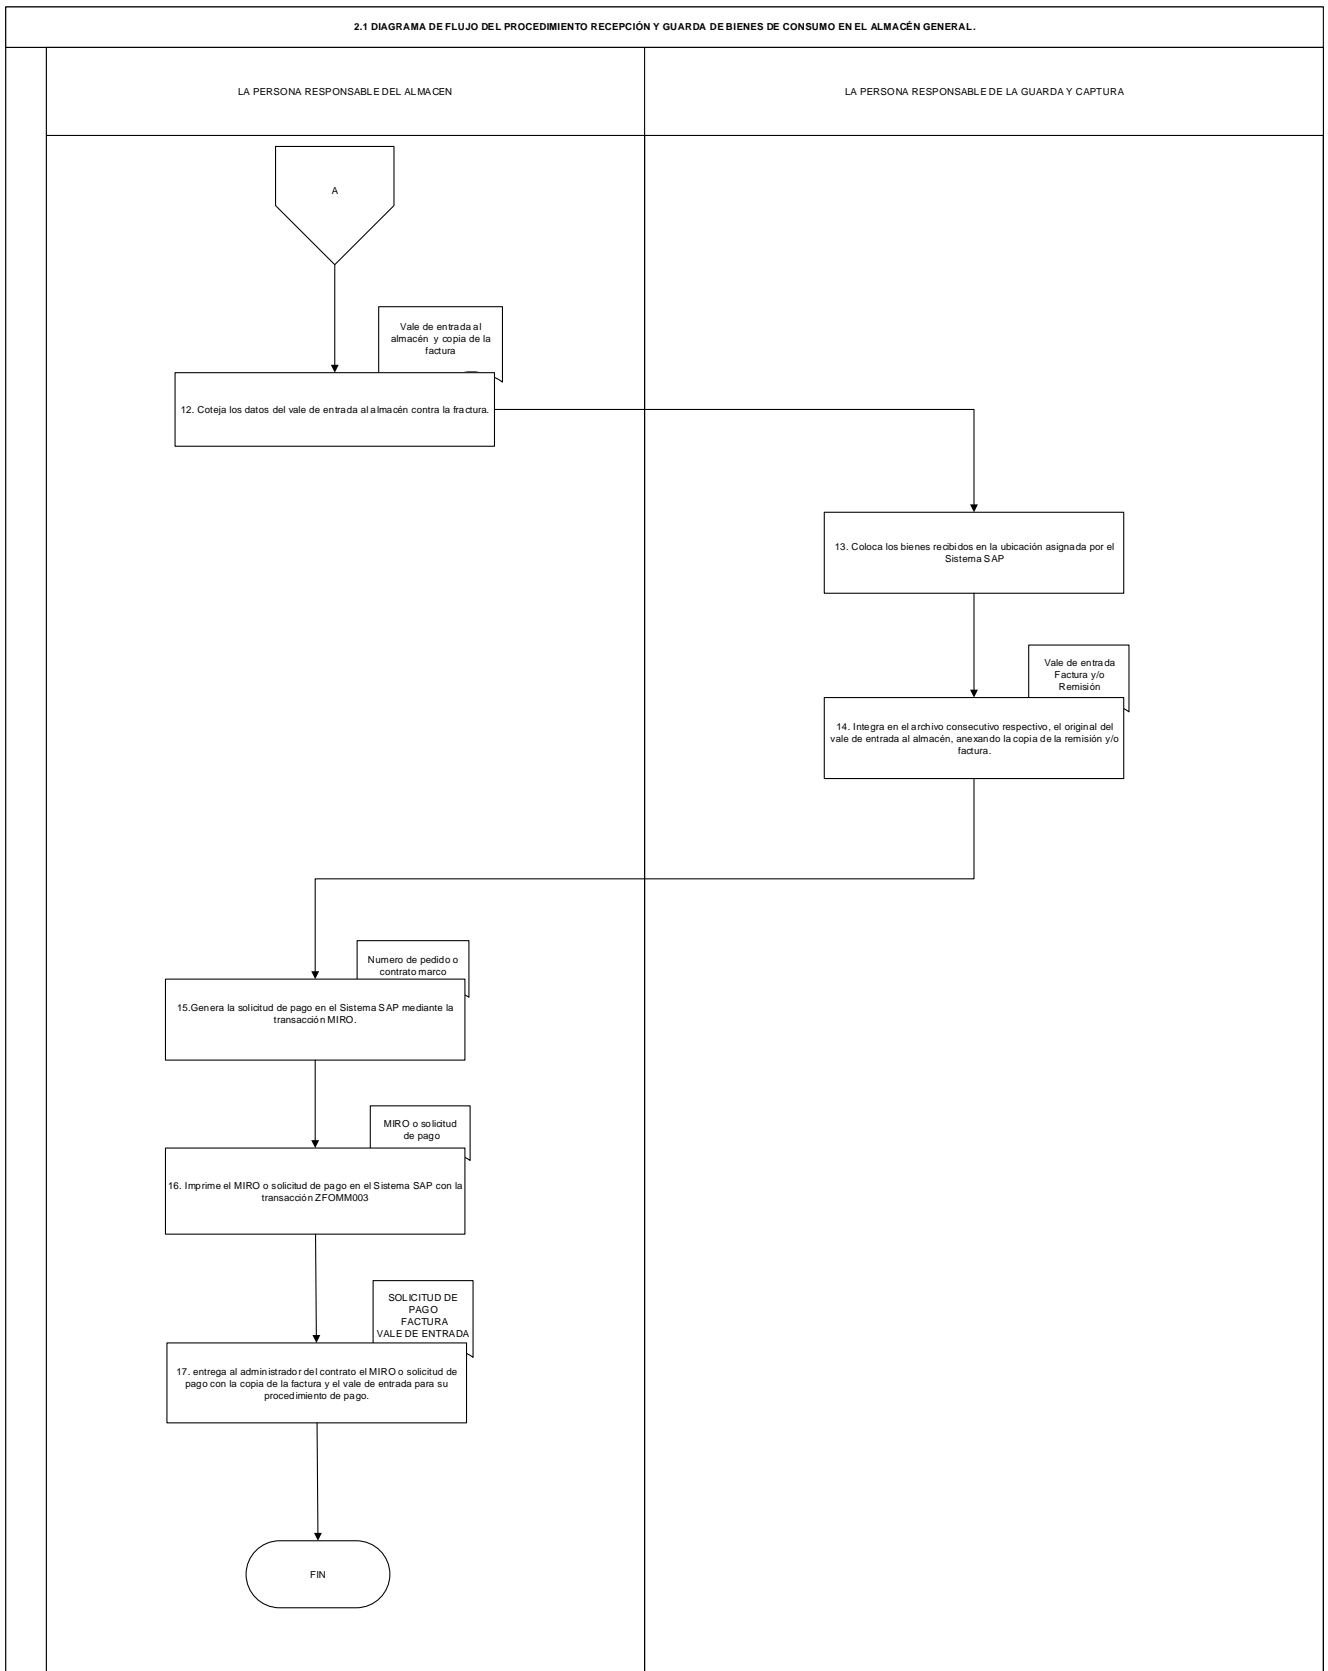 2.1 DIAGRAMA DE FLUJO DEL PROCEDIMIENTO RECEPCIÓN Y GUARDA DE BIENES DE CONSUMO EN EL ALMACÉN GENERAL.
LA PERSONA RESPONSABLE DEL ALMACEN
LA PERSONA RESPONSABLE DE LA GUARDA Y CAPTURA
A
Vale de entrada al
almacén y copia de la
factura
12. Coteja los datos del vale de entrada al almacén contra la fractura.
13. Coloca los bienes recibidos en la ubicación asignada por el
Sistema SAP
Vale de entrada
Factura y/o
Remisión
14. Integra en el archivo consecutivo respectivo, el original del
vale de entrada al almacén, anexando la copia de la remisión y/o
factura.
Numero de pedido o
contrato marco
15.Genera la solicitud de pago en el Sistema SAP mediante la
transacción MIRO.
MIRO o solicitud
de pago
16. Imprime el MIRO o solicitud de pago en el Sistema SAP con la
transacción ZFOMM003
SOLICITUD DE
PAGO
FACTURA
VALE DE ENTRADA
17. entrega al administrador del contrato el MIRO o solicitud de
pago con la copia de la factura y el vale de entrada para su
procedimiento de pago.
FIN